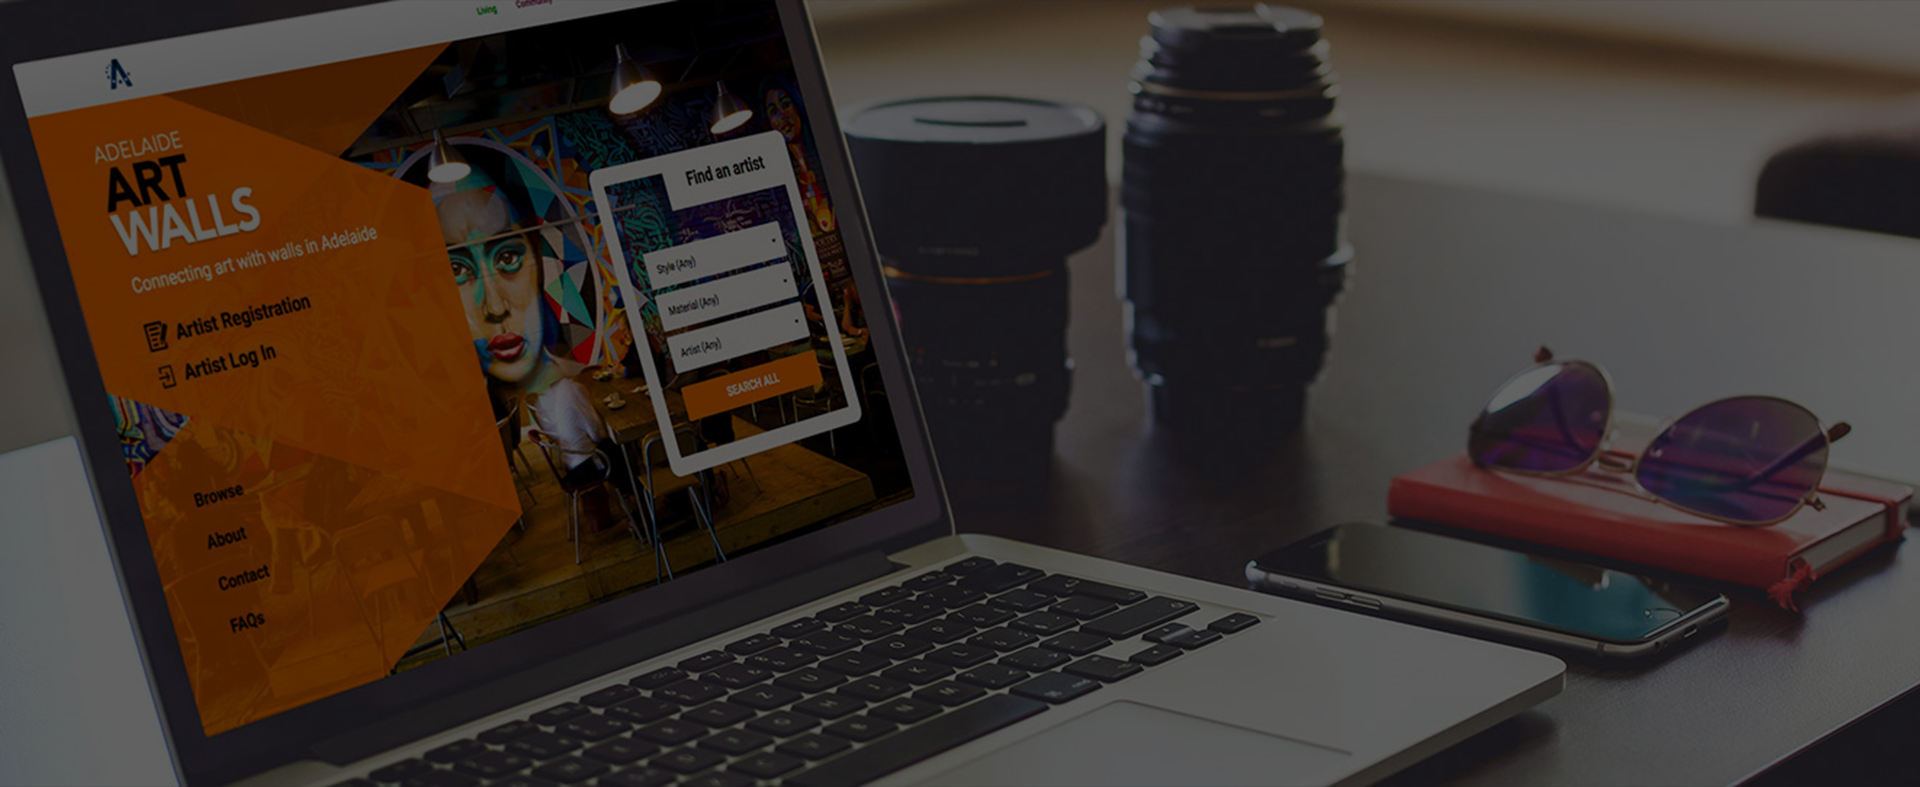 Living Community
ADELAIDE
ART
WALLS
Connecting art with walls in Adelaide
Artist Registration
Artist Log In
Browse
About
Contact
FAQs
Find an artist
Style (Any)
Material (Any)
Artist (Any)
SEARCH ALL